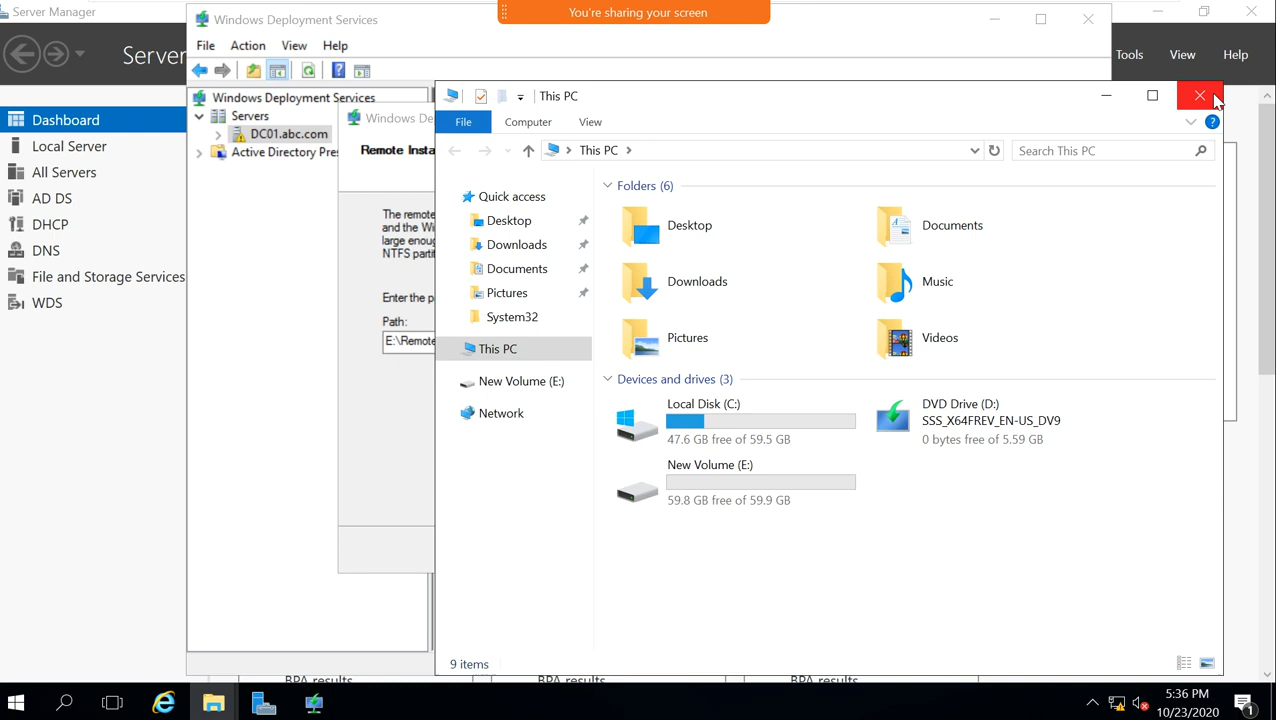 Server Manager
Windows Deployment Services
You're sharing your screen
File Action View Help
Server
Tools View Help
Dashboard
Local Server
All Servers
AD DS
DHCP
DNS
File and Storage Services
WDS
Windows Deployment Services
Servers
DC01.abc.com
Active Directory Pre
Windows De
Remote Insta
The remote
and the Wi
large enoug
NTFS partit
Enter the p
Path:
E:\Remote
This PC
File Computer View
This PC
Search This PC
Quick access
Desktop
Downloads
Documents
Pictures
System32
This PC
New Volume (E:)
Network
Folders (6)
Desktop
Documents
Downloads
Music
Pictures
Videos
Devices and drives (3)
Local Disk (C:)
47.6 GB free of 59.5 GB
DVD Drive (D:)
SSS_X64FREV_EN-US_DV9
0 bytes free of 5.59 GB
New Volume (E:)
59.8 GB free of 59.9 GB
9 items
BPA results BPA results BPA results
5:36 PM
10/23/2020
1